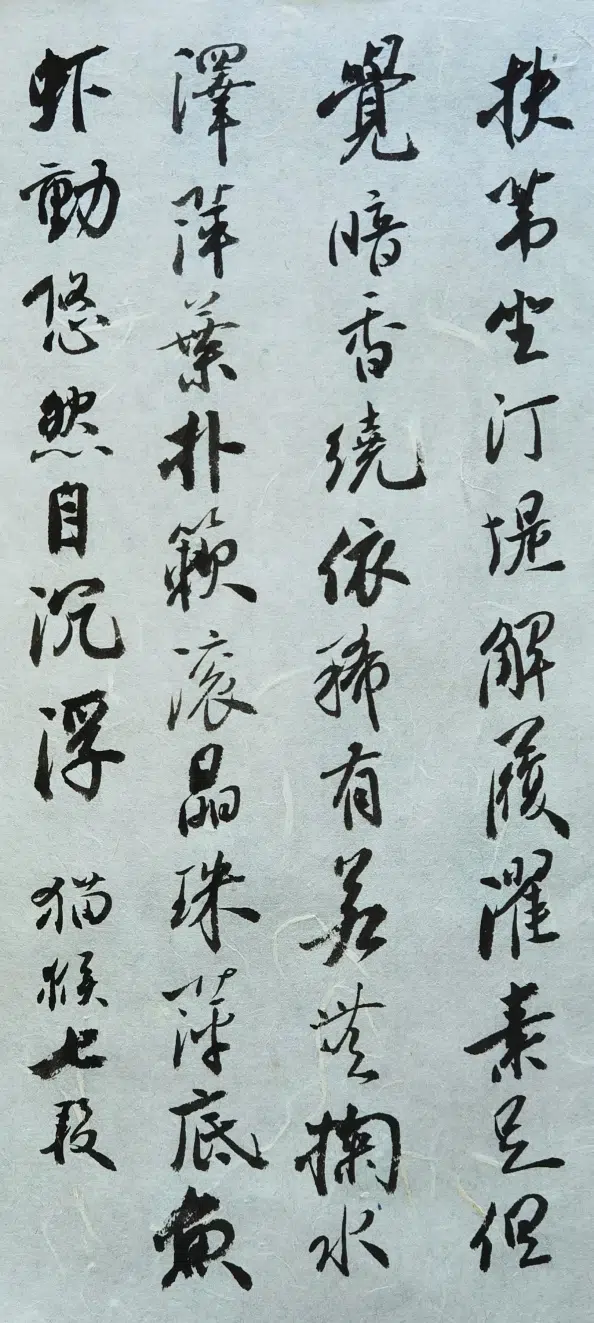 扶第坐汀堤解履濯素足但
覺暗香繞依稀有若無掬水
澤萍葉扑簌滾晶珠萍底魚
虾動悠然自沉浮 猫猴七段